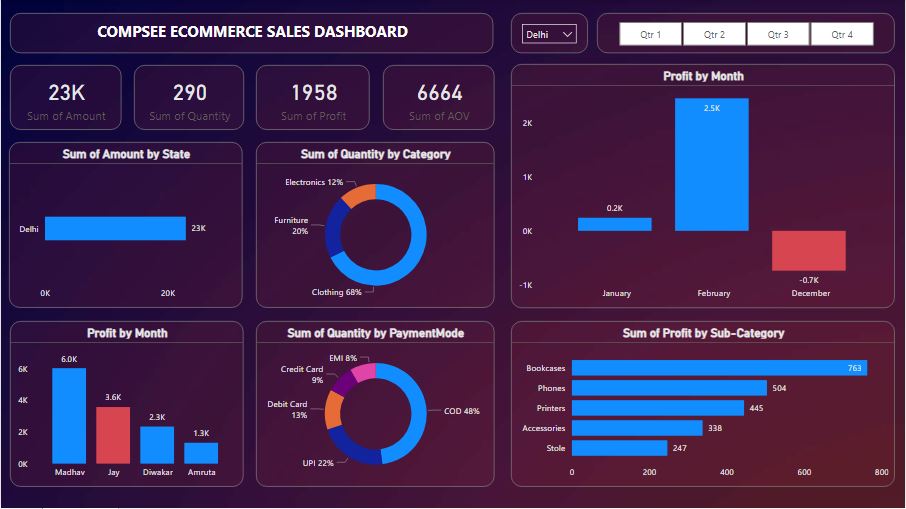 COMPSEE ECOMMERCE SALES DASHBOARD
Delhi
Qtr 1
Qtr 2
Qtr 3
Qtr 4
23K
Sum of Amount
290
Sum of Quantity
1958
Sum of Profit
6664
Sum of AOV
Profit by Month
2K
1K
0K
-1K
0.2K
2.5K
-0.7K
January
February
December
Sum of Amount by State
Delhi
23K
0K
20K
Sum of Quantity by Category
Electronics 12%
Furniture
20%
Clothing 68%
Profit by Month
6K
4K
2K
0K
6.0K
3.6K
2.3K
1.3K
Madhav
Jay
Diwakar
Amruta
Sum of Quantity by PaymentMode
EMI 8%
Credit Card
9%
Debit Card
13%
UPI 22%
COD 48%
Sum of Profit by Sub-Category
Bookcases
763
Phones
504
Printers
445
Accessories
338
Stole
247
0
200
400
600
800